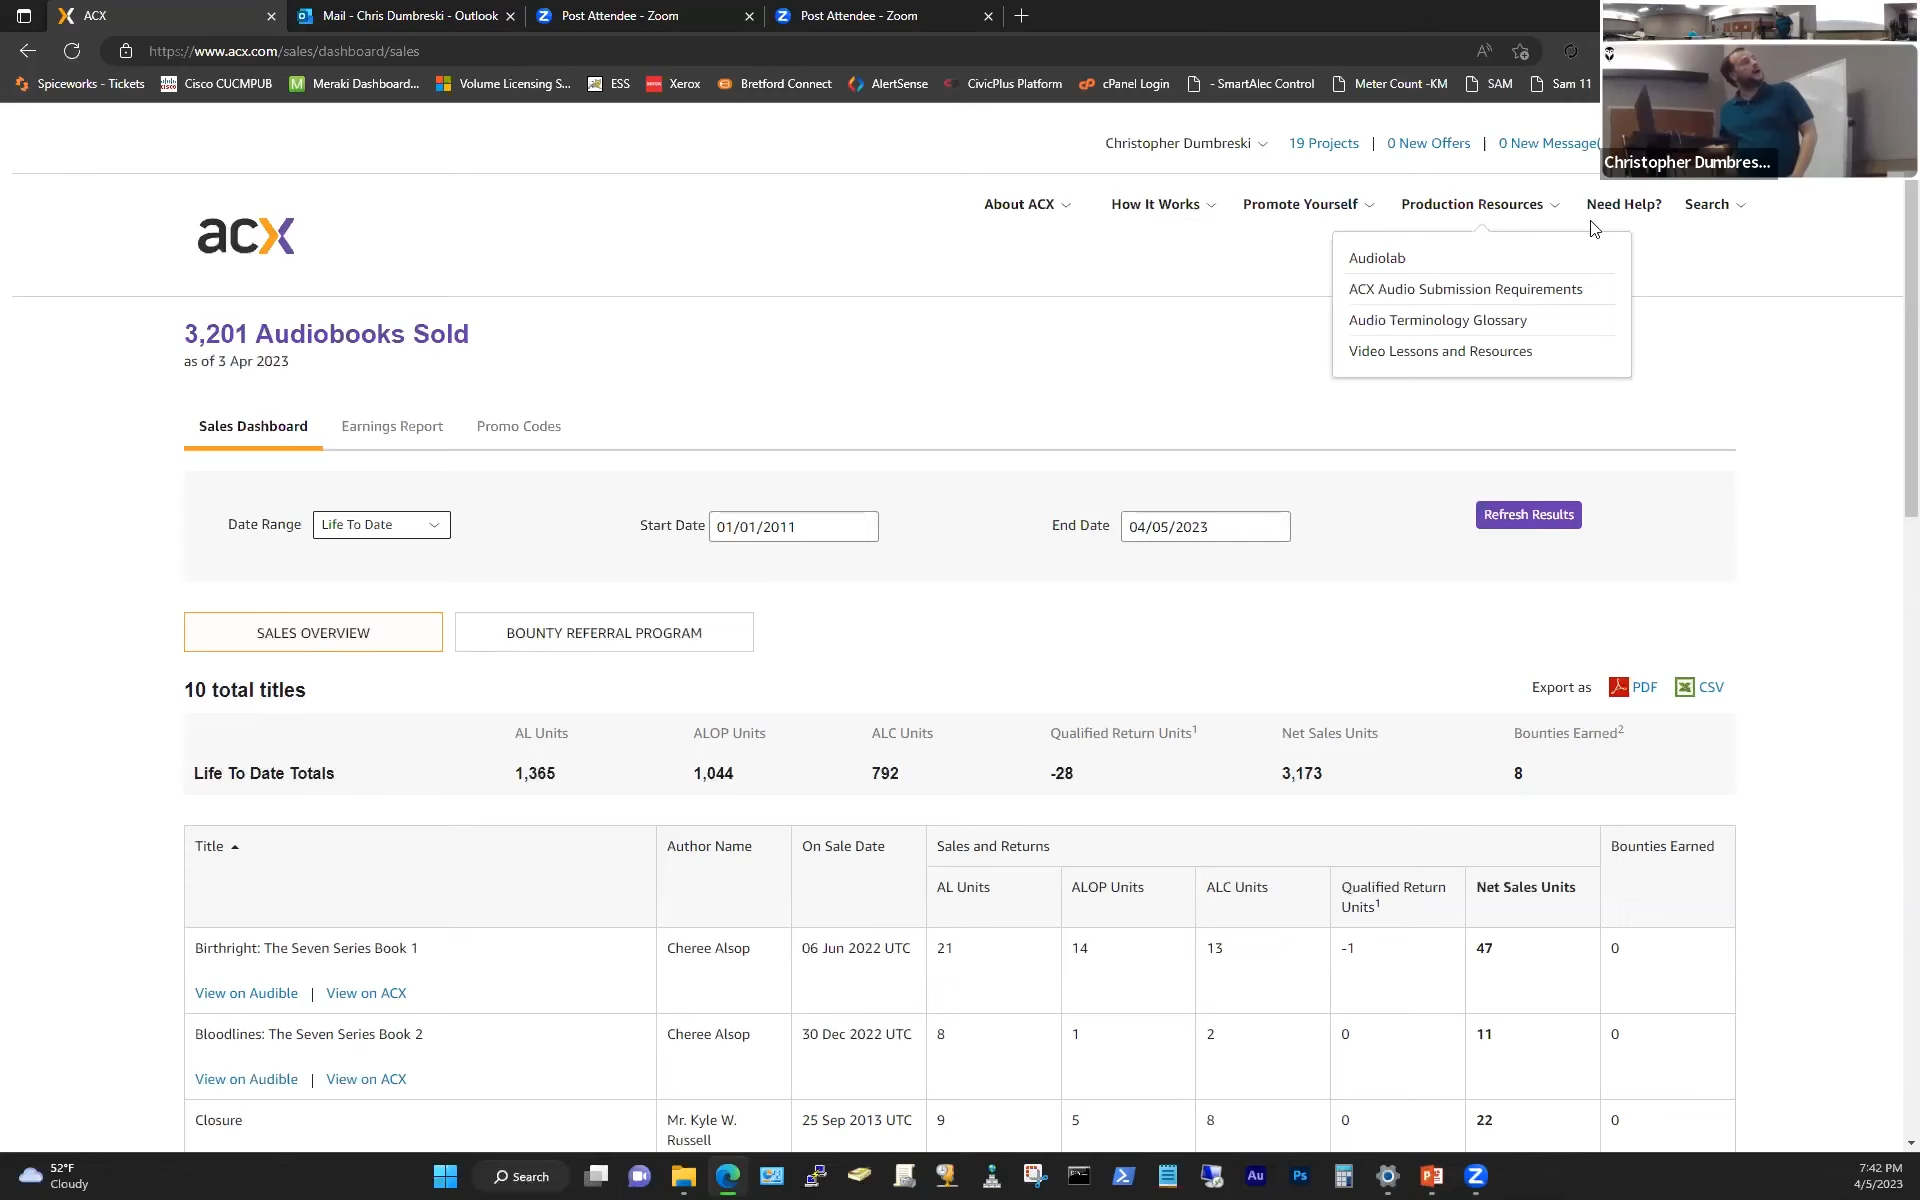 ACX
Mail - Chris Dumbreski - Outlook
Post Attendee - Zoom
Post Attendee - Zoom
https://www.acx.com/sales/dashboard/sales
Spiceworks - Tickets
Cisco CUCMPUB
Meraki Dashboard...
Volume Licensing S...
ESS
Xerox
Bretford Connect
AlertSense
CivicPlus Platform
cPanel Login
- SmartAlec Control
Meter Count -KM
SAM
Sam 11
Christopher Dumbres...
Christopher Dumbreski
19 Projects | 0 New Offers | 0 New Message(
About ACX
How It Works
Promote Yourself
Production Resources
Need Help?
Search
acx
Audiolab
ACX Audio Submission Requirements
Audio Terminology Glossary
Video Lessons and Resources
3,201 Audiobooks Sold
as of 3 Apr 2023
Sales Dashboard
Earnings Report
Promo Codes
Date Range
Life To Date
Start Date
01/01/2011
End Date
04/05/2023
Refresh Results
SALES OVERVIEW
BOUNTY REFERRAL PROGRAM
10 total titles
Export as PDF CSV
AL Units ALOP Units ALC Units Qualified Return Units1 Net Sales Units Bounties Earned2
Life To Date Totals 1,365 1,044 792 -28 3,173 8
Title Author Name On Sale Date Sales and Returns Bounties Earned
AL Units ALOP Units ALC Units Qualified Return Net Sales Units
Units1
Birthright: The Seven Series Book 1 Cheree Alsop 06 Jun 2022 UTC 21 14 13 -1 47 0
View on Audible | View on ACX
Bloodlines: The Seven Series Book 2 Cheree Alsop 30 Dec 2022 UTC 8 1 2 0 11 0
View on Audible | View on ACX
Closure Mr. Kyle W. 25 Sep 2013 UTC 9 5 8 0 22 0
Russell
52°F
Cloudy
Search
Au
Ps
7:42 PM
4/5/2023